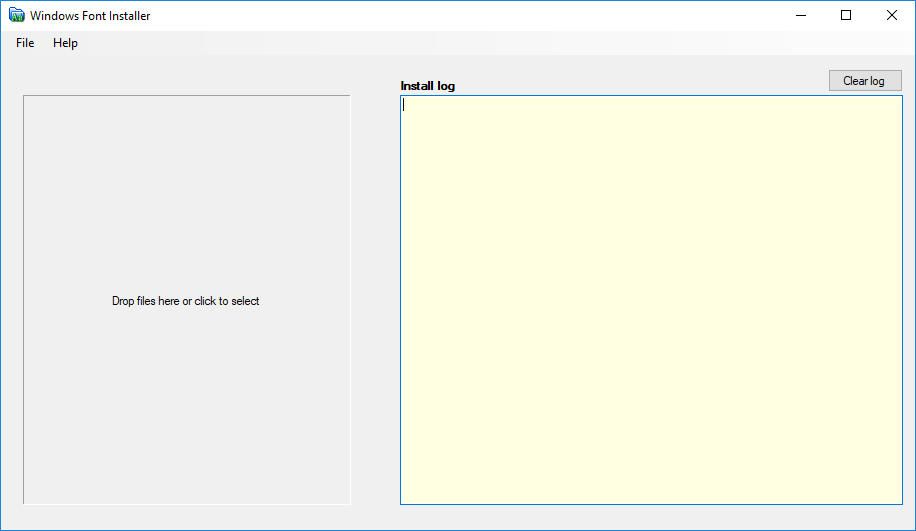 Windows Font Installer
File Help
Clear log
Install log
Drop files here or click to select